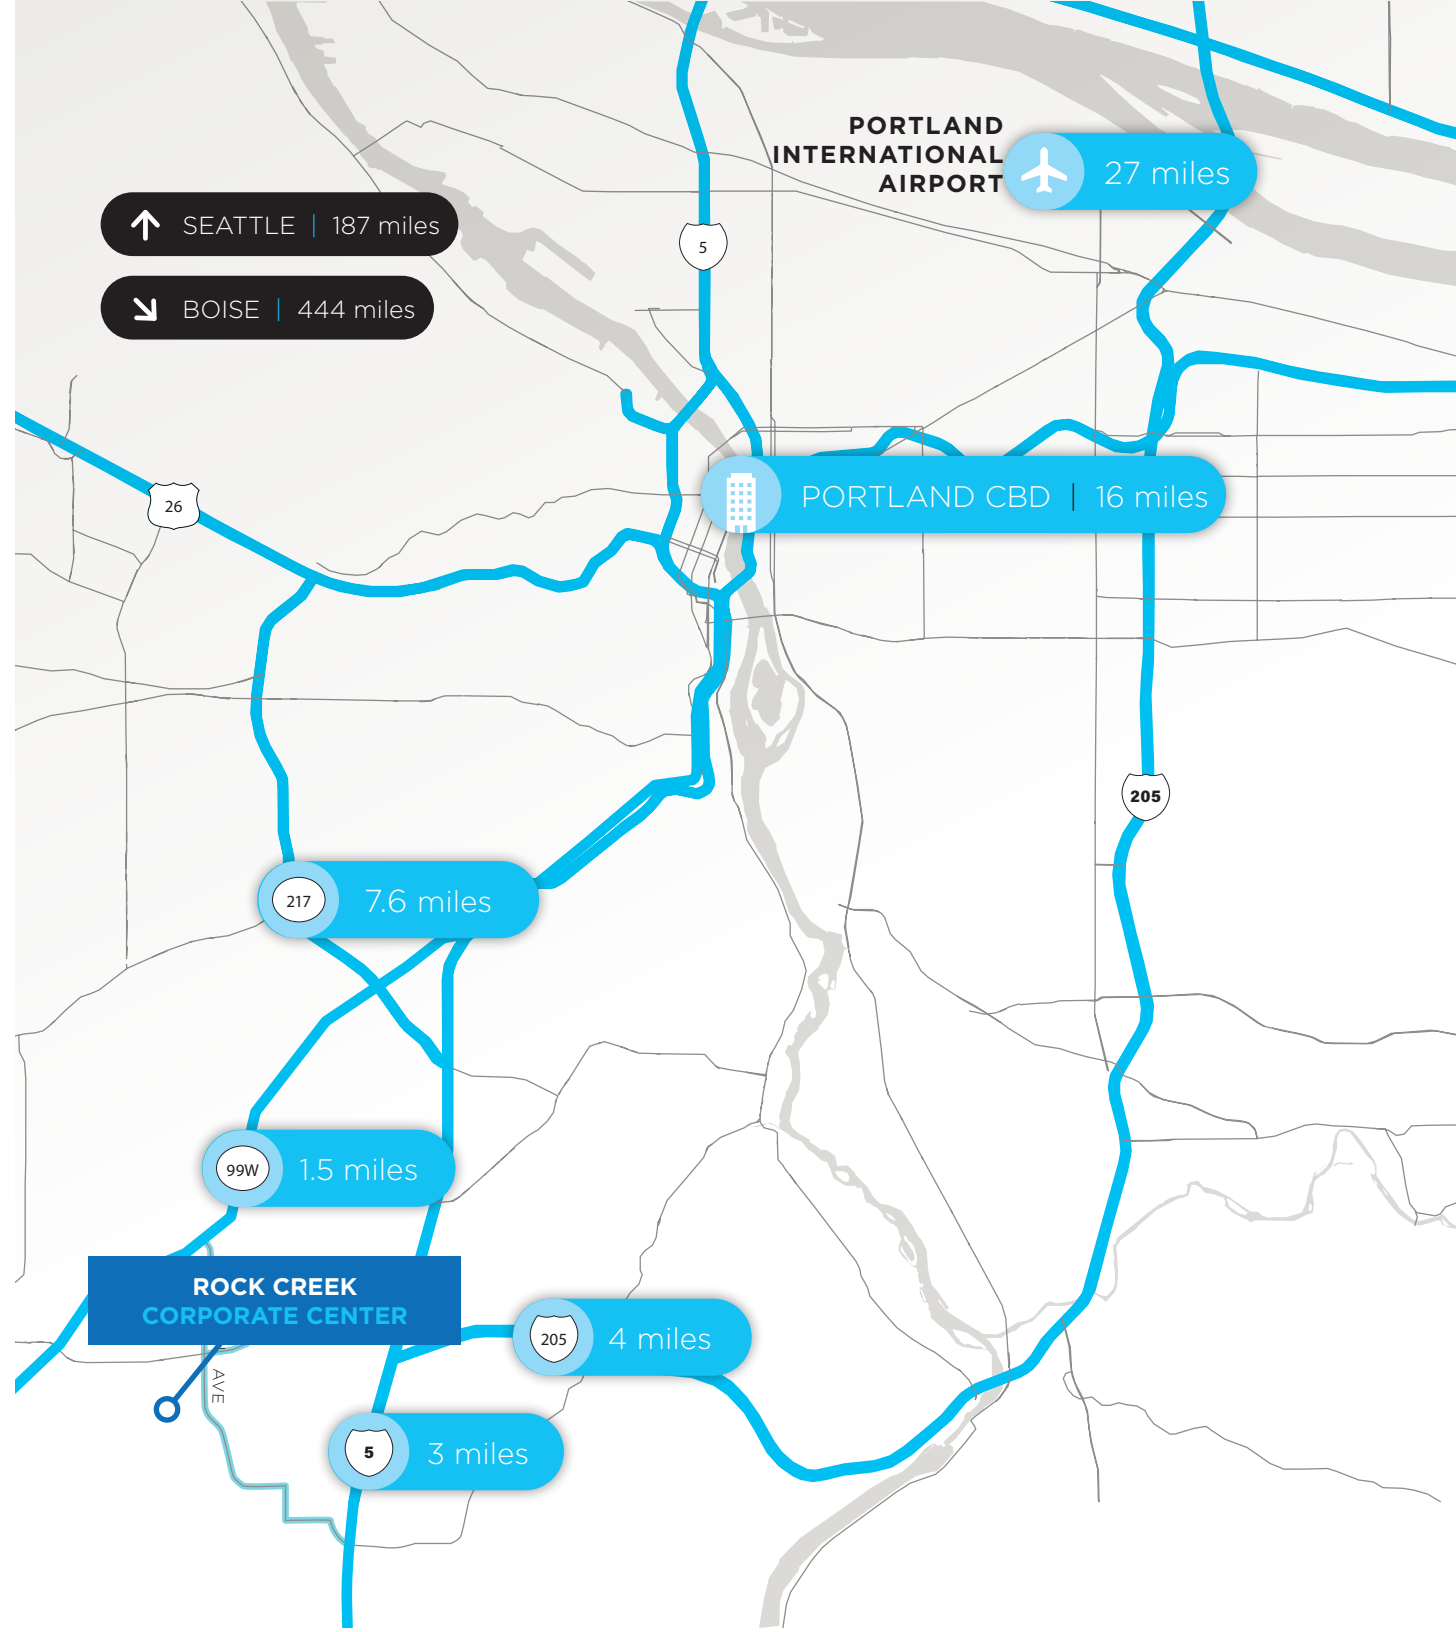 PORTLAND
INTERNATIONAL
AIRPORT
27 miles
SEATTLE | 187 miles
5
BOISE | 444 miles
PORTLAND CBD | 16 miles
26
205
217
7.6 miles
99W
1.5 miles
ROCK CREEK
CORPORATE CENTER
205
4 miles
AVE
5
3 miles